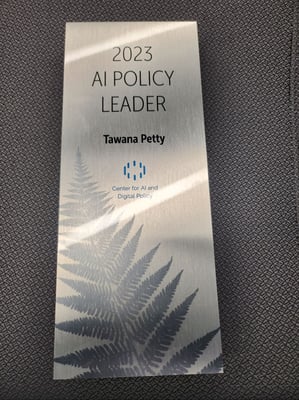 2023
AI POLICY
LEADER
Tawana Petty
Center for AI and
Digital Policy